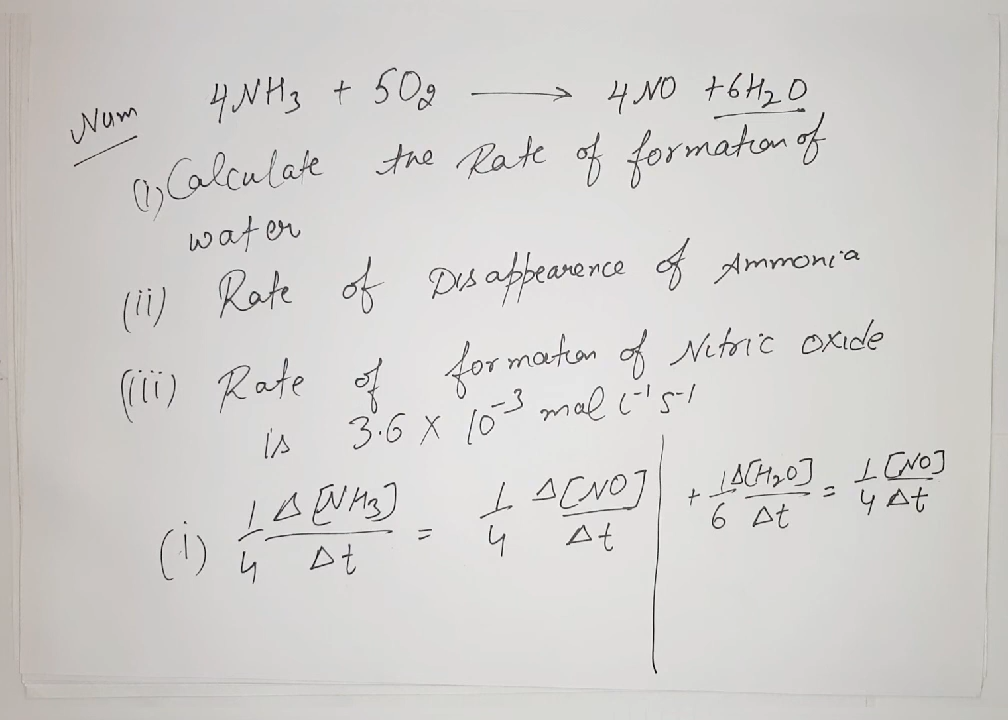 Num 4NH₃ + 5O₂ ⟶ 4NO + 6H₂O
(i) Calculate the Rate of formation of
water
(ii) Rate of Disappearence of Ammonia
(iii) Rate of formation of Nitric oxide
is 3.6 × 10⁻³ mol L⁻¹ s⁻¹
(i) 1/4 Δ[NH₃]/Δt = 1/4 Δ[NO]/Δt | + 1/6 Δ[H₂O]/Δt = 1/4 [NO]/Δt